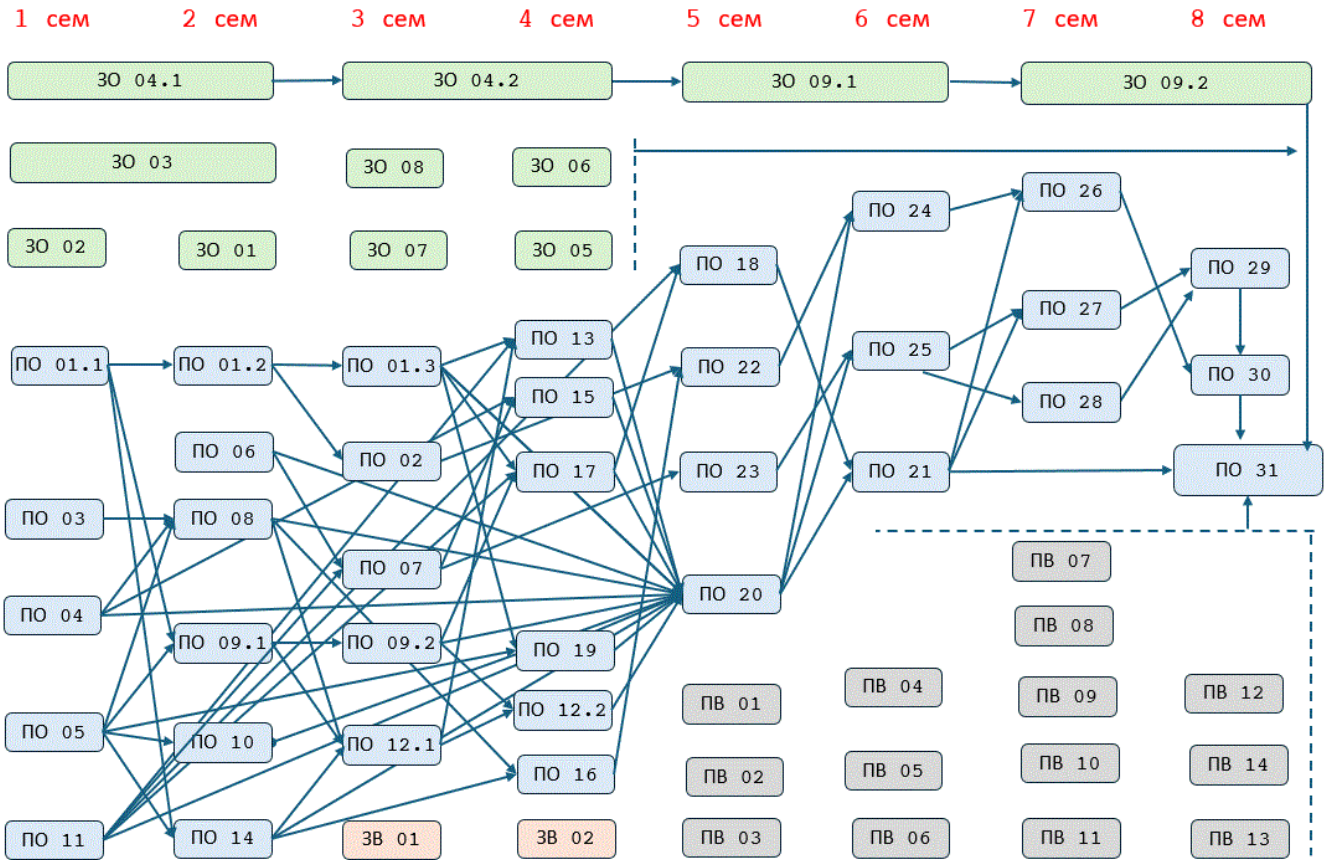 1 сем 2 сем 3 сем 4 сем 5 сем 6 сем 7 сем 8 сем
ЗО 04.1 ЗО 04.2 ЗО 09.1 ЗО 09.2
ЗО 03 ЗО 08 ЗО 06
ПО 24 ПО 26
ЗО 02 ЗО 01 ЗО 07 ЗО 05
ПО 18 ПО 29
ПО 13 ПО 27
ПО 01.1 ПО 01.2 ПО 01.3 ПО 22 ПО 25 ПО 30
ПО 15 ПО 28
ПО 06 ПО 02 ПО 17 ПО 23 ПО 21 ПО 31
ПО 03 ПО 08
ПО 07 ПВ 07
ПО 04 ПО 20 ПВ 08
ПО 09.1 ПО 09.2 ПО 19
ПВ 04 ПВ 09 ПВ 12
ПО 12.2 ПВ 01
ПО 05 ПО 10 ПО 12.1
ПО 16 ПВ 02 ПВ 05 ПВ 10 ПВ 14
ПО 11 ПО 14 ЗВ 01 ЗВ 02 ПВ 03 ПВ 06 ПВ 11 ПВ 13